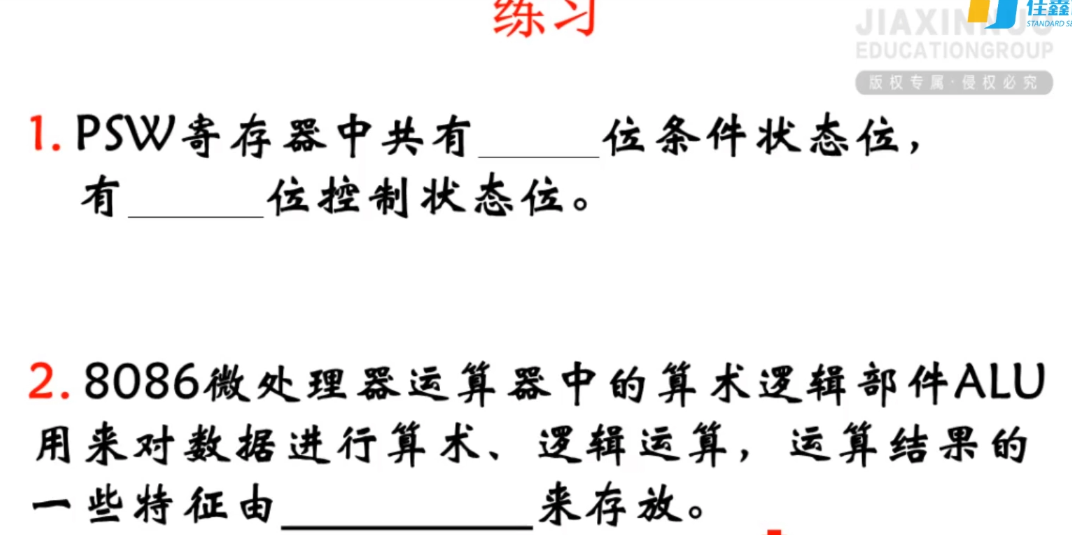 练习
佳鑫
STANDARD
JIAXINNUO
EDUCATIONGROUP
版权专属·侵权必究
1. PSW寄存器中共有______位条件状态位，
有______位控制状态位。
2. 8086微处理器运算器中的算术逻辑部件ALU
用来对数据进行算术、逻辑运算，运算结果的
一些特征由__________来存放。